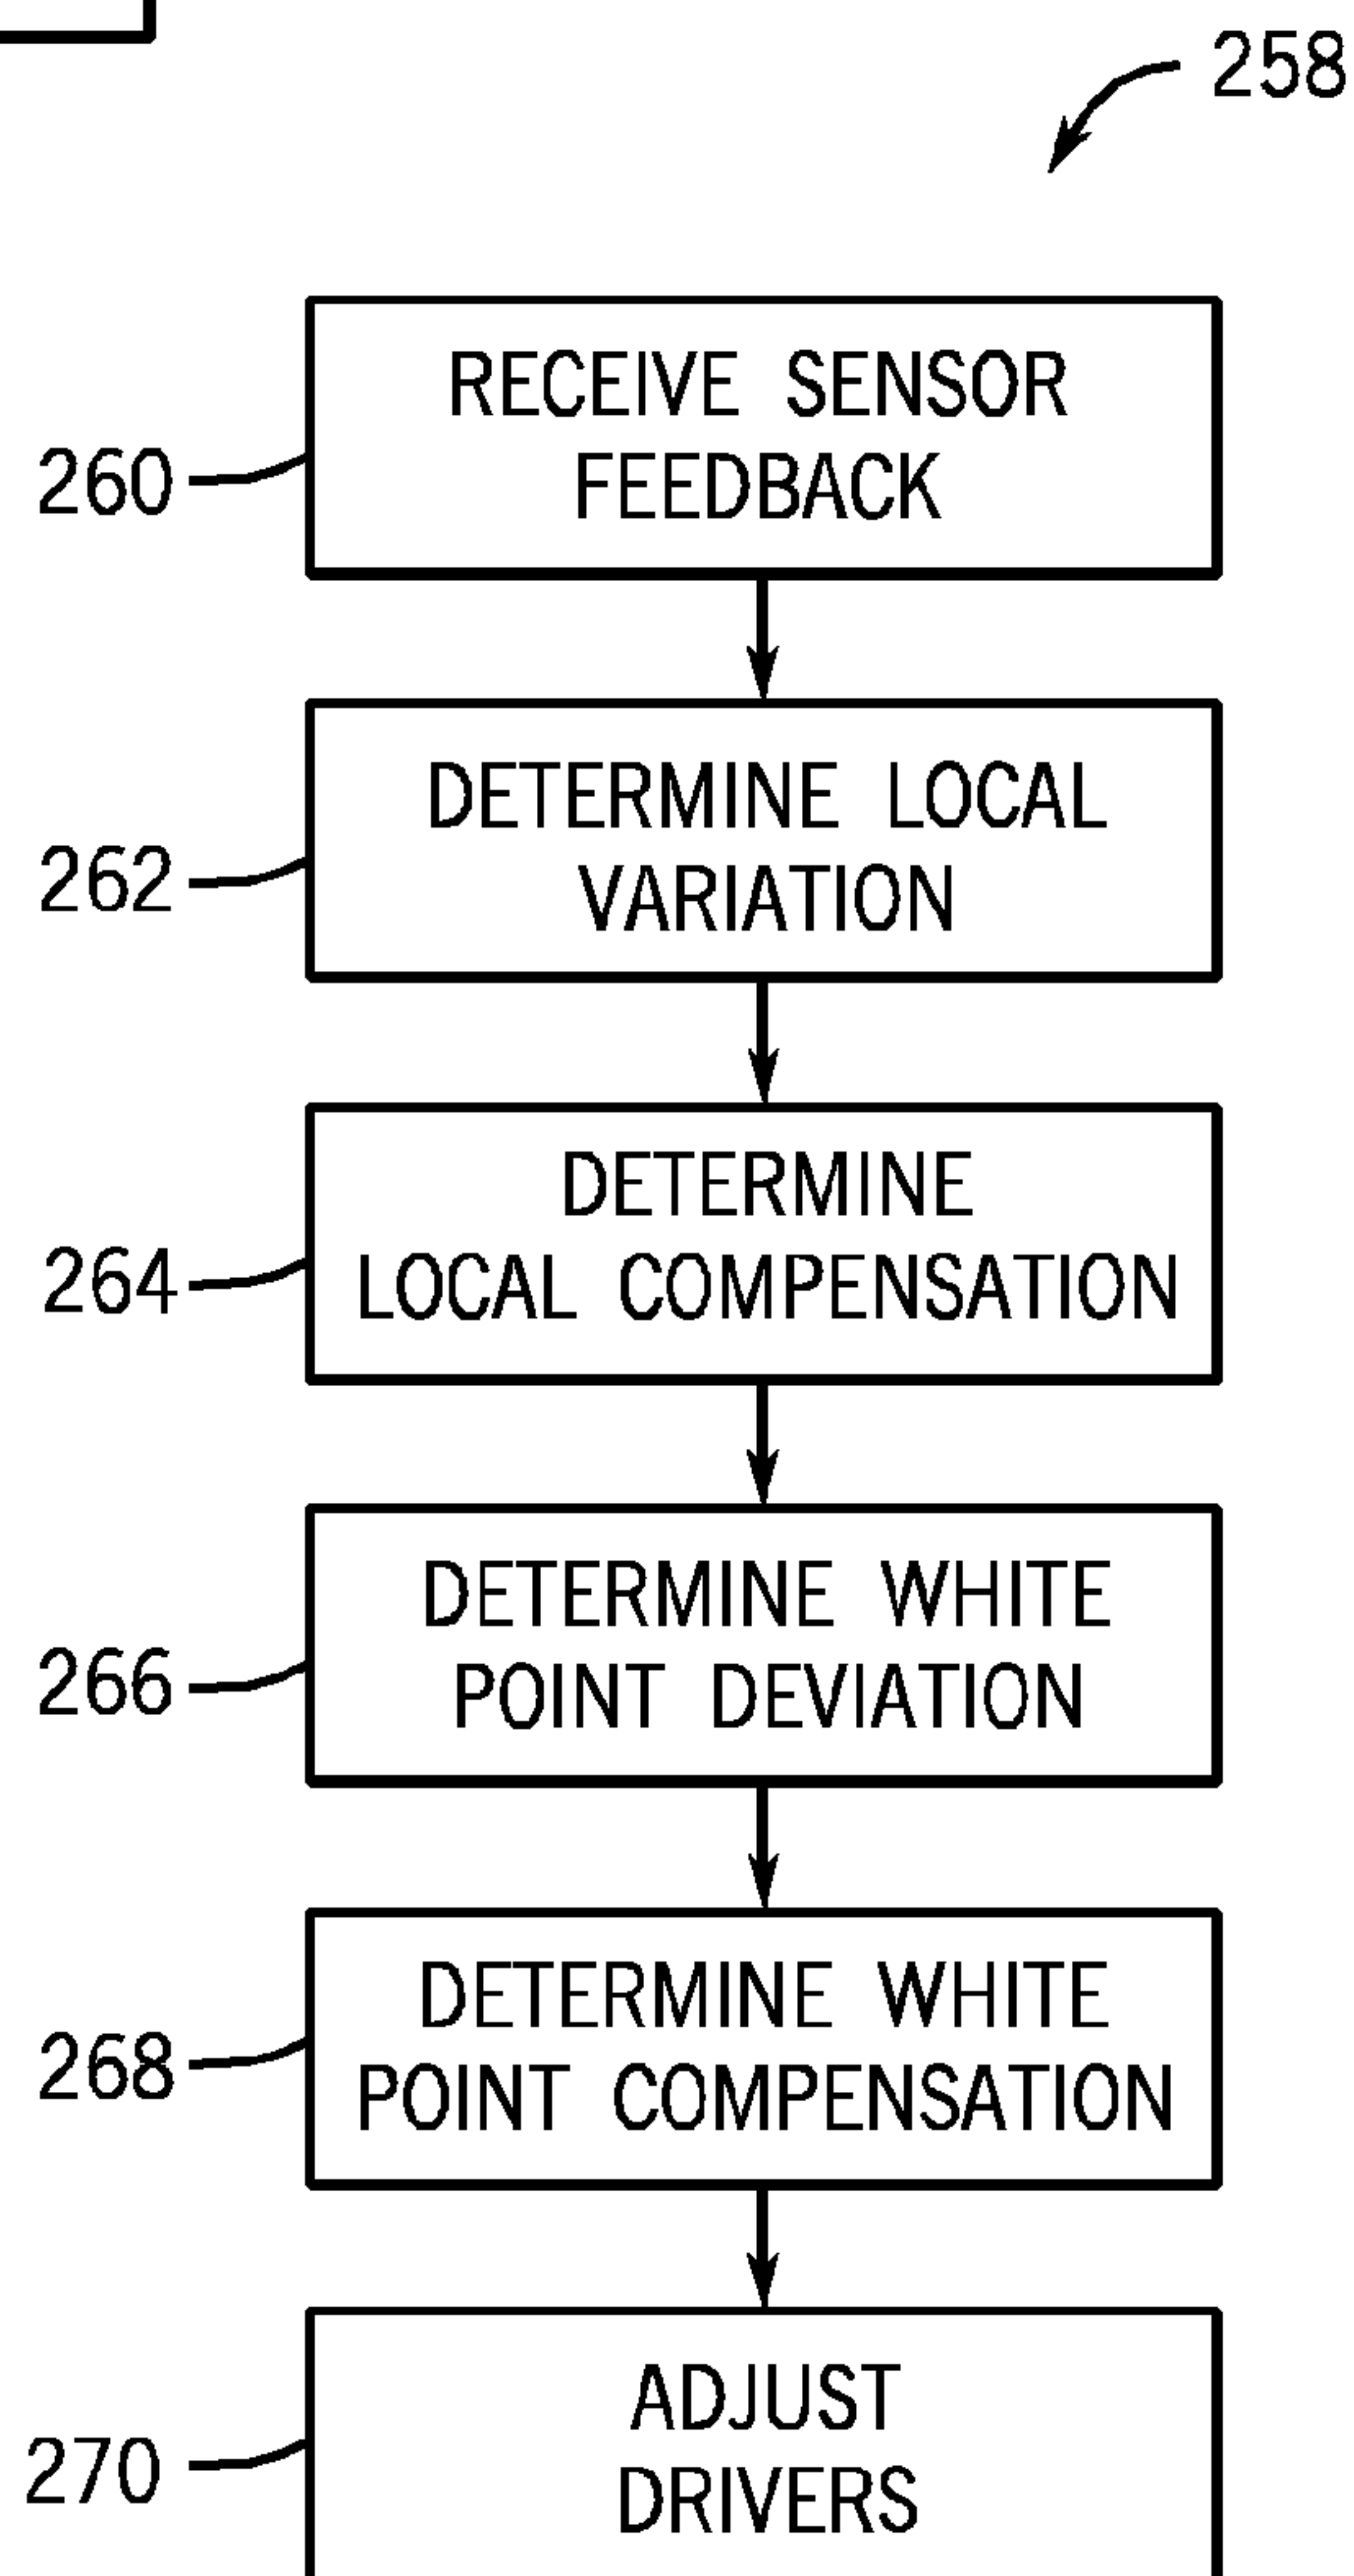 258
RECEIVE SENSOR
FEEDBACK
260
DETERMINE LOCAL
VARIATION
262
DETERMINE
LOCAL COMPENSATION
264
DETERMINE WHITE
POINT DEVIATION
266
DETERMINE WHITE
POINT COMPENSATION
268
ADJUST
DRIVERS
270